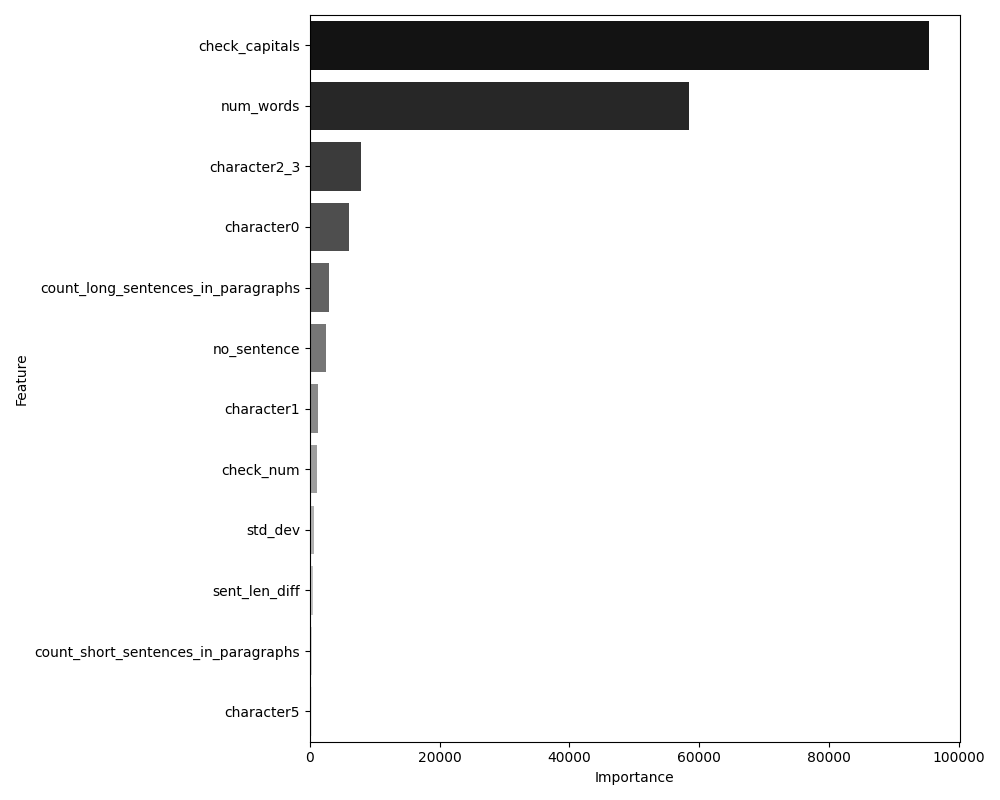 check_capitals
num_words
character2_3
character0
count_long_sentences_in_paragraphs
no_sentence
character1
check_num
std_dev
sent_len_diff
count_short_sentences_in_paragraphs
character5
Feature
0 20000 40000 60000 80000 100000
Importance